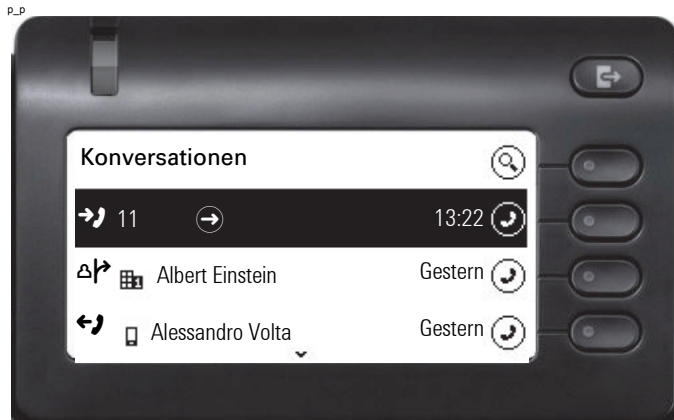 p_p
Konversationen
11 13:22
Albert Einstein Gestern
Alessandro Volta Gestern